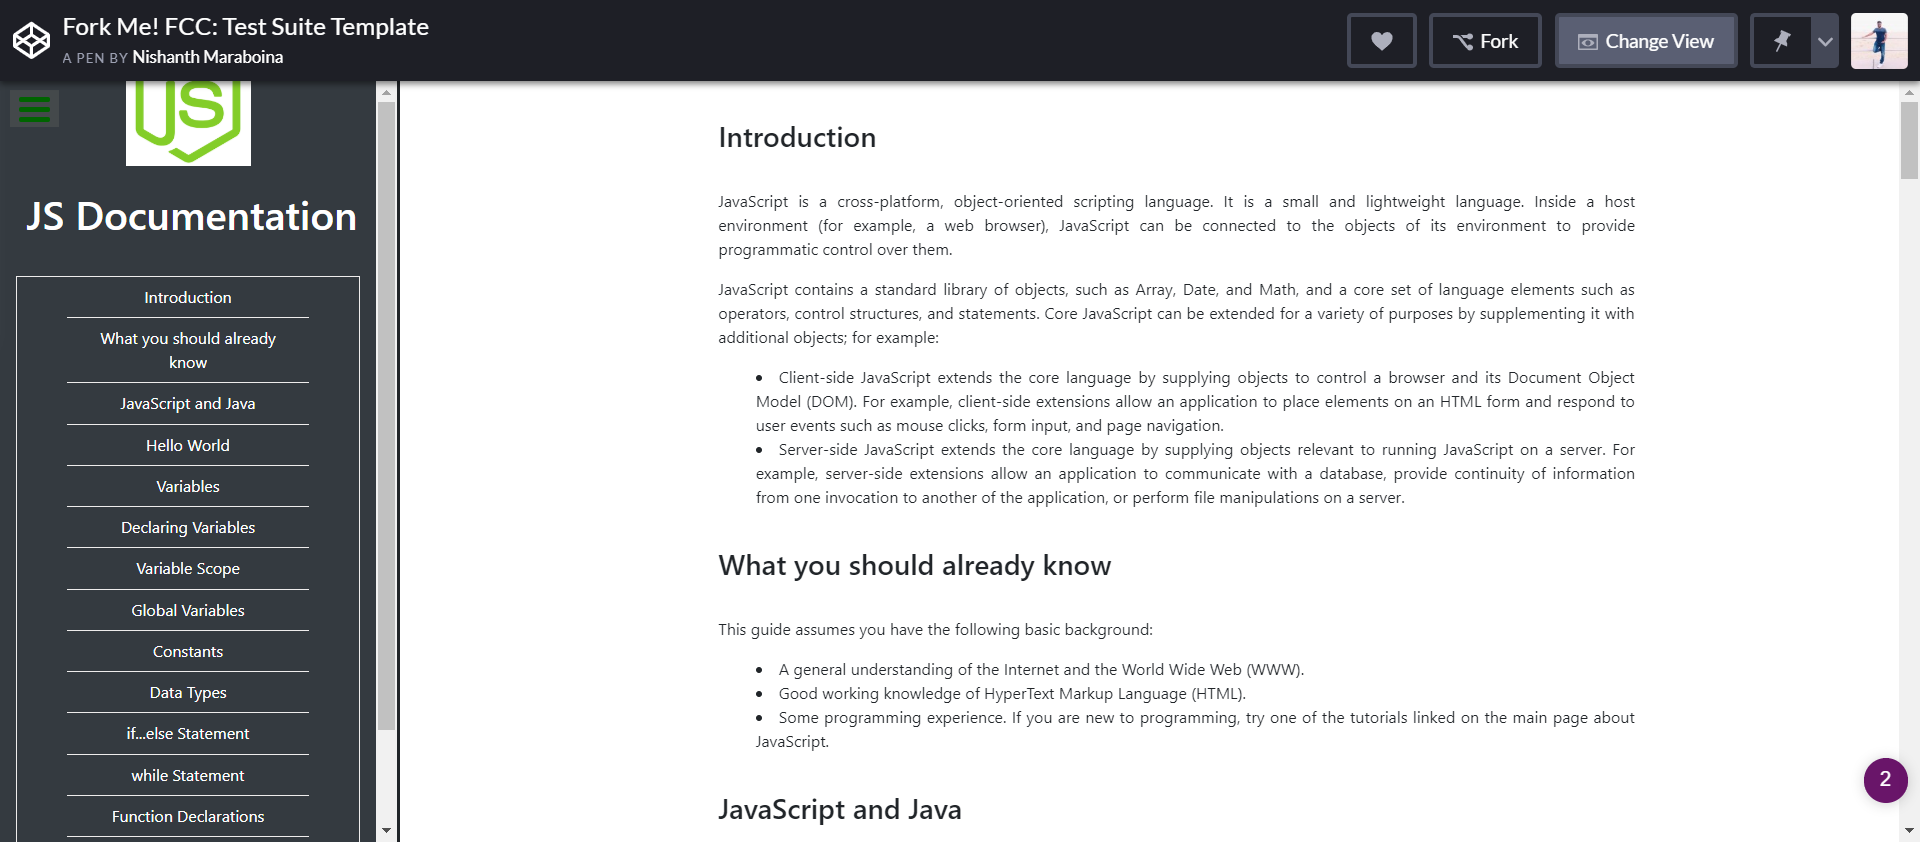 Fork Me! FCC: Test Suite Template
A PEN BY Nishanth Maraboina
Fork
Change View
JS
JS Documentation
Introduction
What you should already
know
JavaScript and Java
Hello World
Variables
Declaring Variables
Variable Scope
Global Variables
Constants
Data Types
if...else Statement
while Statement
Function Declarations
Introduction
JavaScript is a cross-platform, object-oriented scripting language. It is a small and lightweight language. Inside a host
environment (for example, a web browser), JavaScript can be connected to the objects of its environment to provide
programmatic control over them.
JavaScript contains a standard library of objects, such as Array, Date, and Math, and a core set of language elements such as
operators, control structures, and statements. Core JavaScript can be extended for a variety of purposes by supplementing it with
additional objects; for example:
• Client-side JavaScript extends the core language by supplying objects to control a browser and its Document Object
Model (DOM). For example, client-side extensions allow an application to place elements on an HTML form and respond to
user events such as mouse clicks, form input, and page navigation.
• Server-side JavaScript extends the core language by supplying objects relevant to running JavaScript on a server. For
example, server-side extensions allow an application to communicate with a database, provide continuity of information
from one invocation to another of the application, or perform file manipulations on a server.
What you should already know
This guide assumes you have the following basic background:
• A general understanding of the Internet and the World Wide Web (WWW).
• Good working knowledge of HyperText Markup Language (HTML).
• Some programming experience. If you are new to programming, try one of the tutorials linked on the main page about
JavaScript.
JavaScript and Java
2